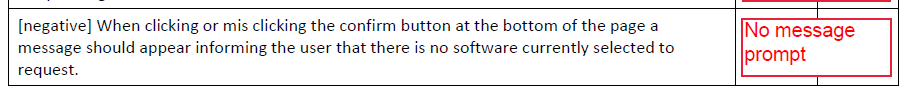 [negative] When clicking or mis clicking the confirm button at the bottom of the page a
message should appear informing the user that there is no software currently selected to
request.
No message
prompt